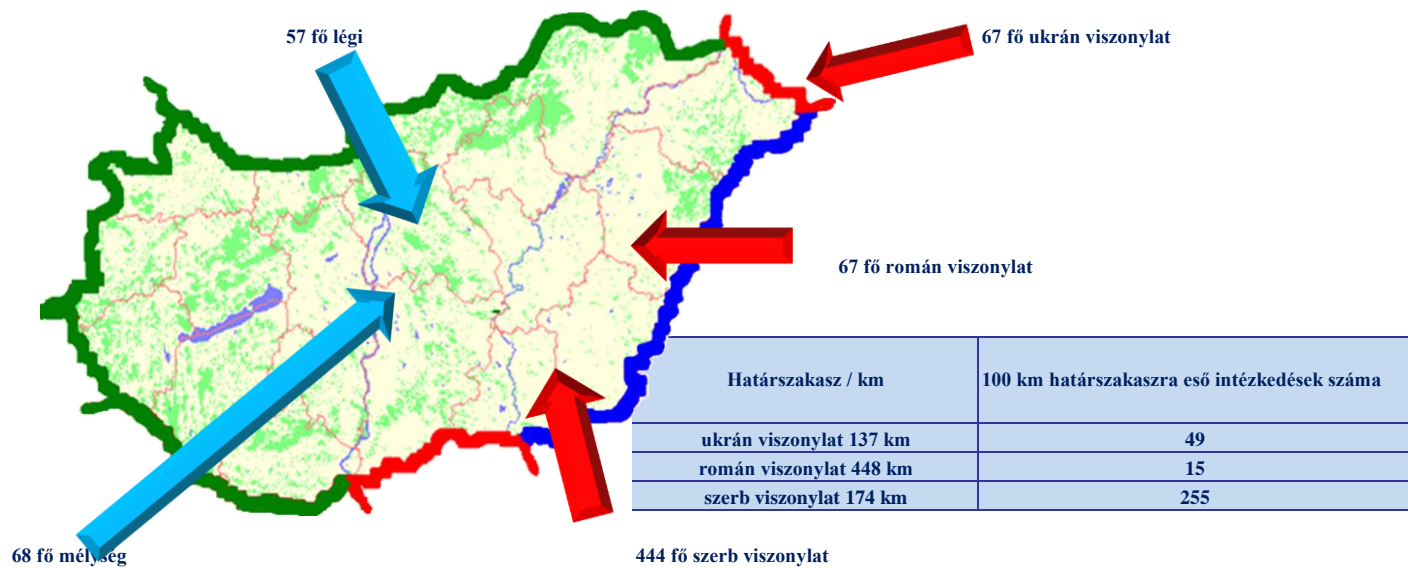 57 fő légi
67 fő ukrán viszonylat
67 fő román viszonylat
Határszakasz / km
100 km határszakaszra eső intézkedések száma
ukrán viszonylat 137 km
49
román viszonylat 448 km
15
szerb viszonylat 174 km
255
68 fő mélység
444 fő szerb viszonylat